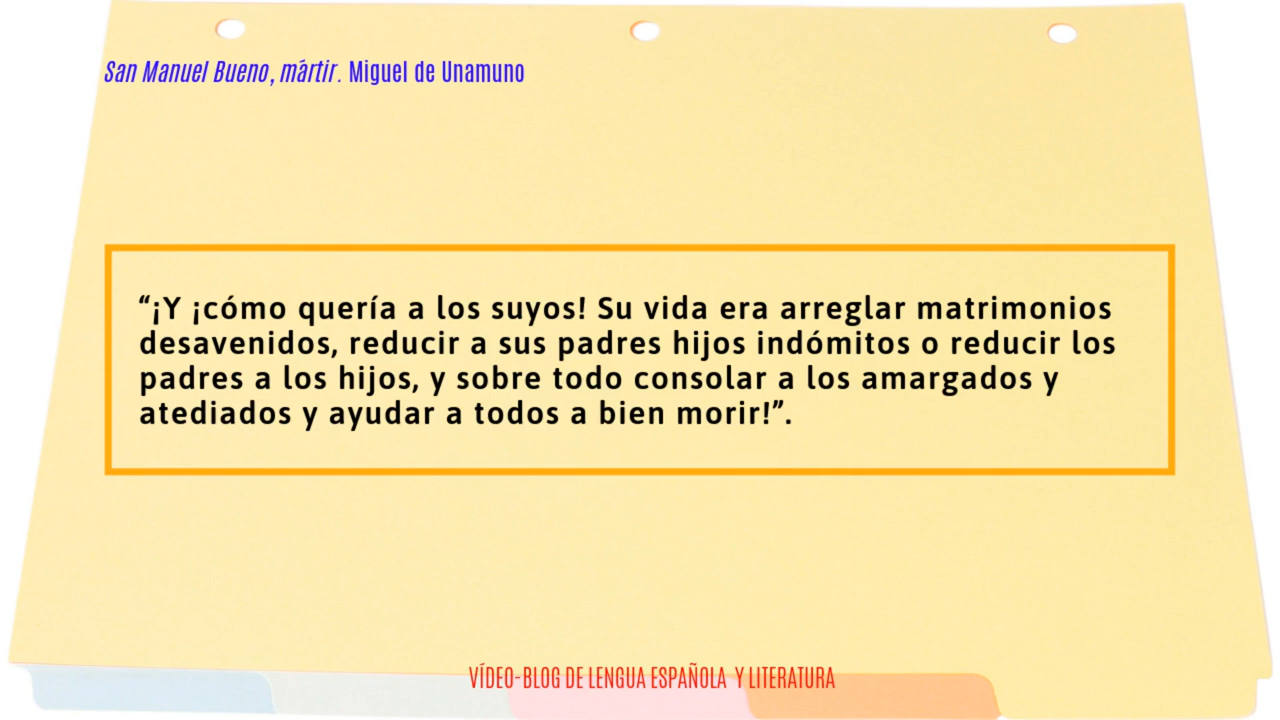 San Manuel Bueno, mártir. Miguel de Unamuno
“¡Y ¡cómo quería a los suyos! Su vida era arreglar matrimonios
desavenidos, reducir a sus padres hijos indómitos o reducir los
padres a los hijos, y sobre todo consolar a los amargados y
atediados y ayudar a todos a bien morir!”.
VÍDEO-BLOG DE LENGUA ESPAÑOLA Y LITERATURA